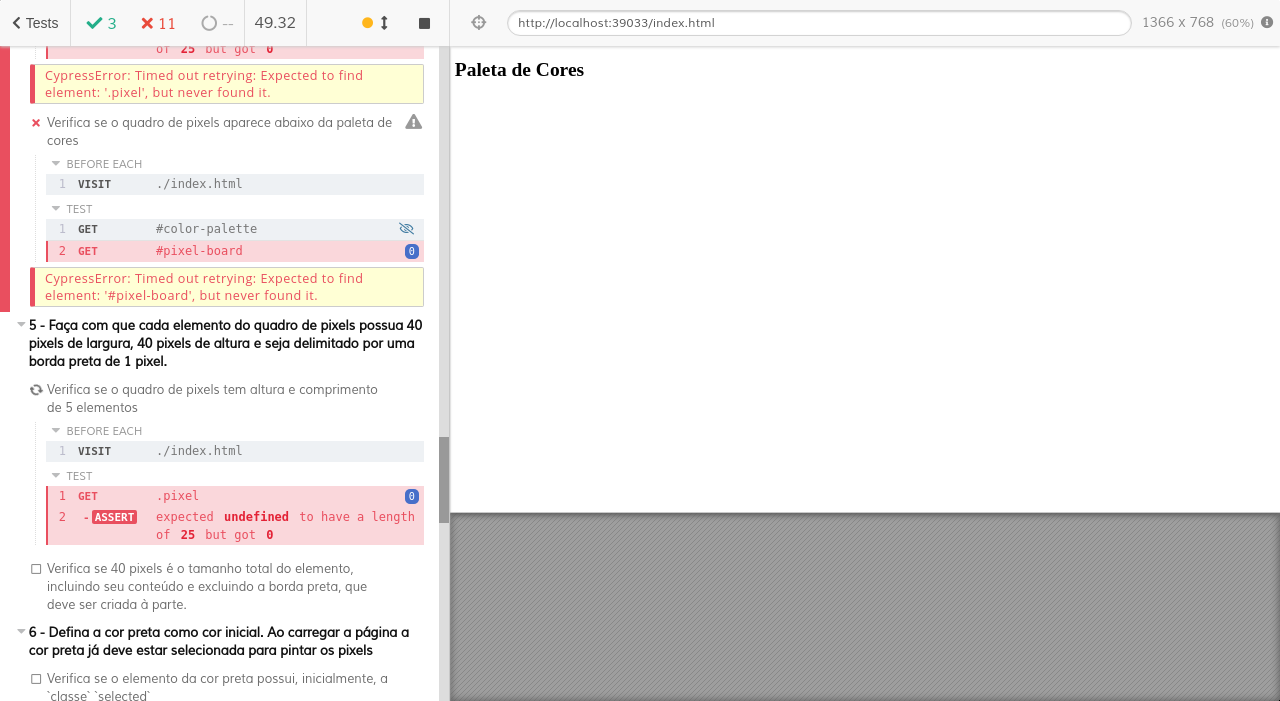 Tests 3 11 -- 49.32 http://localhost:39033/index.html 1366 x 768 (60%)
of 25 but got 0
CypressError: Timed out retrying: Expected to find
element: '.pixel', but never found it.
Verifica se o quadro de pixels aparece abaixo da paleta de
cores
BEFORE EACH
1 VISIT ./index.html
TEST
1 GET #color-palette
2 GET #pixel-board 0
CypressError: Timed out retrying: Expected to find
element: '#pixel-board', but never found it.
5 - Faça com que cada elemento do quadro de pixels possua 40
pixels de largura, 40 pixels de altura e seja delimitado por uma
borda preta de 1 pixel.
Verifica se o quadro de pixels tem altura e comprimento
de 5 elementos
BEFORE EACH
1 VISIT ./index.html
TEST
1 GET .pixel 0
2 -ASSERT expected undefined to have a length
of 25 but got 0
Verifica se 40 pixels é o tamanho total do elemento,
incluindo seu conteúdo e excluindo a borda preta, que
deve ser criada à parte.
6 - Defina a cor preta como cor inicial. Ao carregar a página a
cor preta já deve estar selecionada para pintar os pixels
Verifica se o elemento da cor preta possui, inicialmente, a
`classe` `selected`
Paleta de Cores